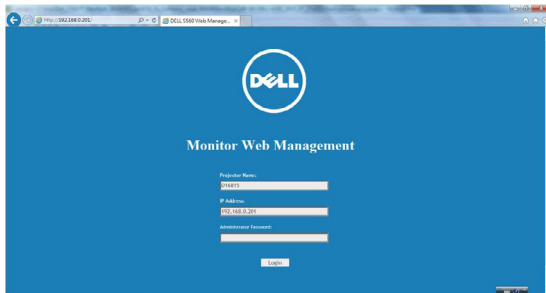 http://192.168.0.201/
DELL S560 Web Manage...
DELL
Monitor Web Management
Projector Name:
IP Address:
192.168.0.201
Administrator Password:
Login